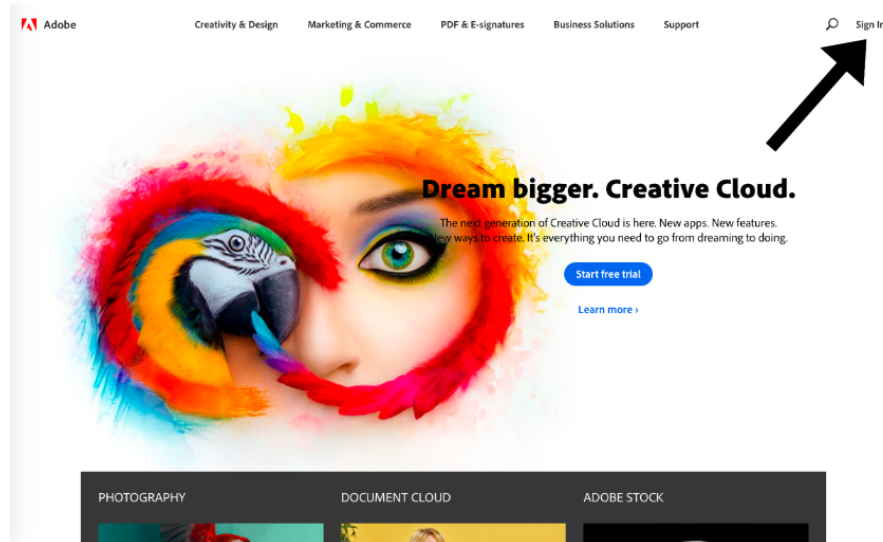 Adobe
Creativity & Design
Marketing & Commerce
PDF & E-signatures
Business Solutions
Support
Sign In
Dream bigger. Creative Cloud.
The next generation of Creative Cloud is here. New apps. New features.
New ways to create. It's everything you need to go from dreaming to doing.
Start free trial
Learn more ›
PHOTOGRAPHY
DOCUMENT CLOUD
ADOBE STOCK